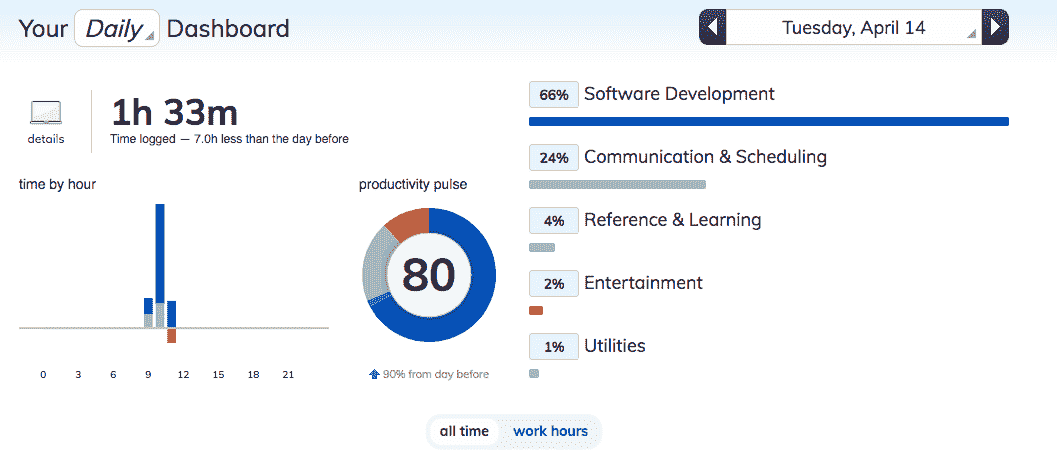 Your Daily Dashboard
Tuesday, April 14
details
1h 33m
Time logged — 7.0h less than the day before
time by hour
0 3 6 9 12 15 18 21
productivity pulse
80
90% from day before
66% Software Development
24% Communication & Scheduling
4% Reference & Learning
2% Entertainment
1% Utilities
all time work hours